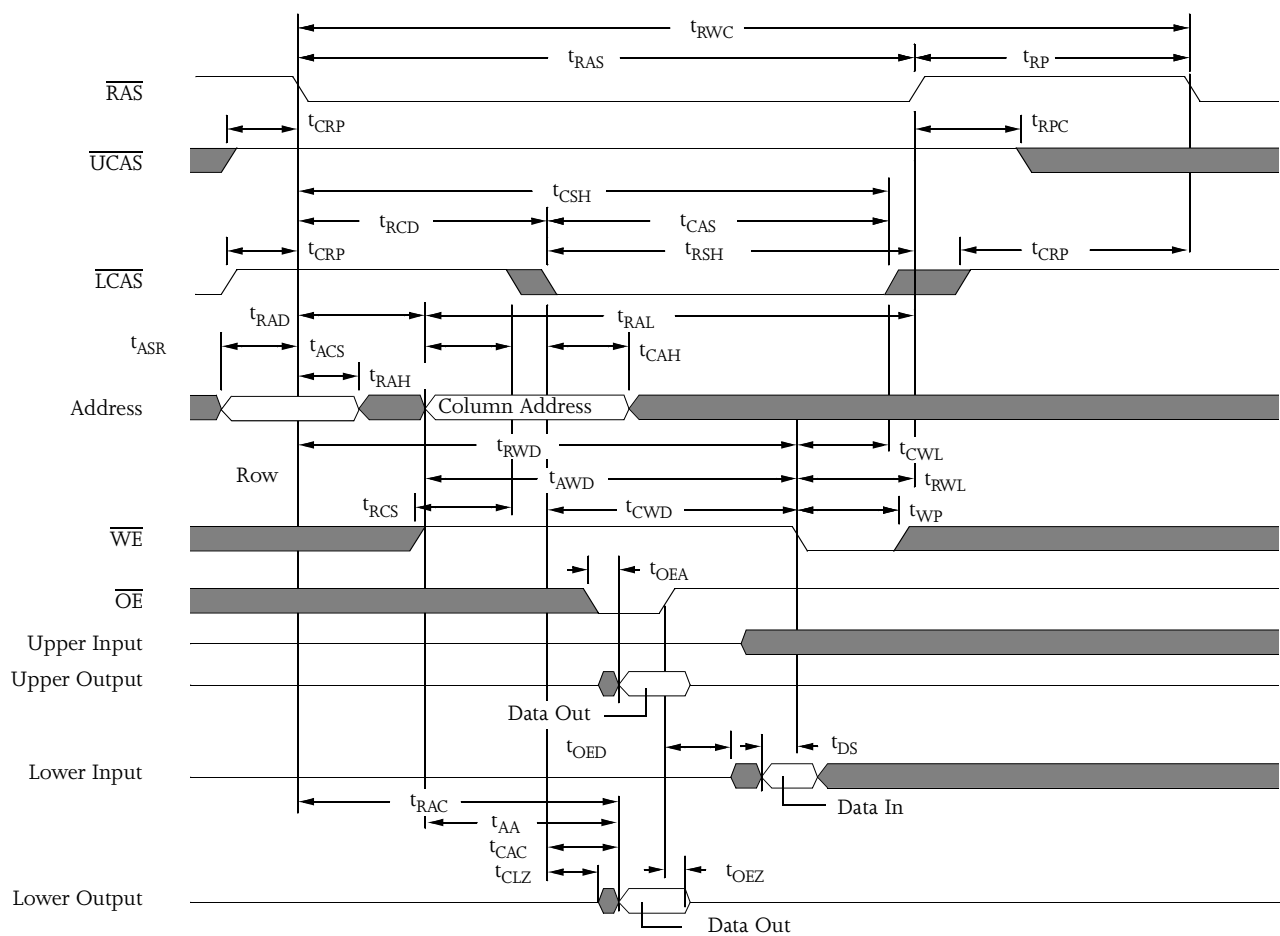 tRWC
tRAS
tRP
RAS
tCRP
tRPC
UCAS
tCSH
tRCD
tCAS
tCRP
tRSH
tCRP
LCAS
tRAD
tRAL
tASR
tACS
tCAH
tRAH
Address
Column Address
tRWD
tCWL
Row
tAWD
tRWL
tRCS
tCWD
tWP
WE
tOEA
OE
Upper Input
Upper Output
Data Out
tOED
tDS
Lower Input
tRAC
Data In
tAA
tCAC
tCLZ
tOEZ
Lower Output
Data Out